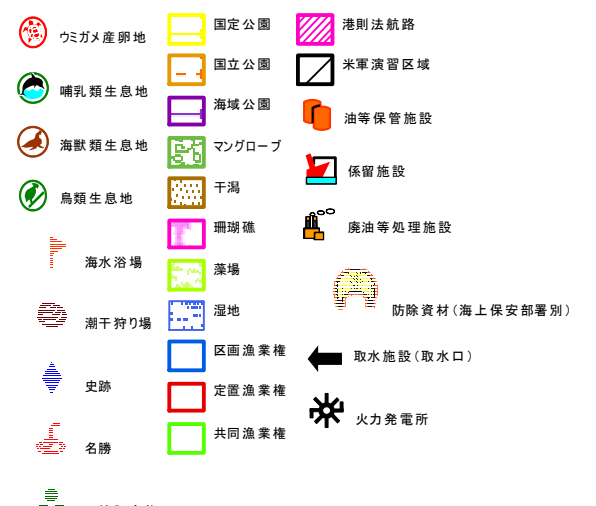 ウミガメ産卵地
哺乳類生息地
海獣類生息地
鳥類生息地
海水浴場
潮干狩り場
史跡
名勝
国定公園
国立公園
海域公園
マングローブ
干潟
珊瑚礁
藻場
湿地
区画漁業権
定置漁業権
共同漁業権
港則法航路
米軍演習区域
油等保管施設
係留施設
廃油等処理施設
防除資材(海上保安部署別)
取水施設(取水口)
火力発電所